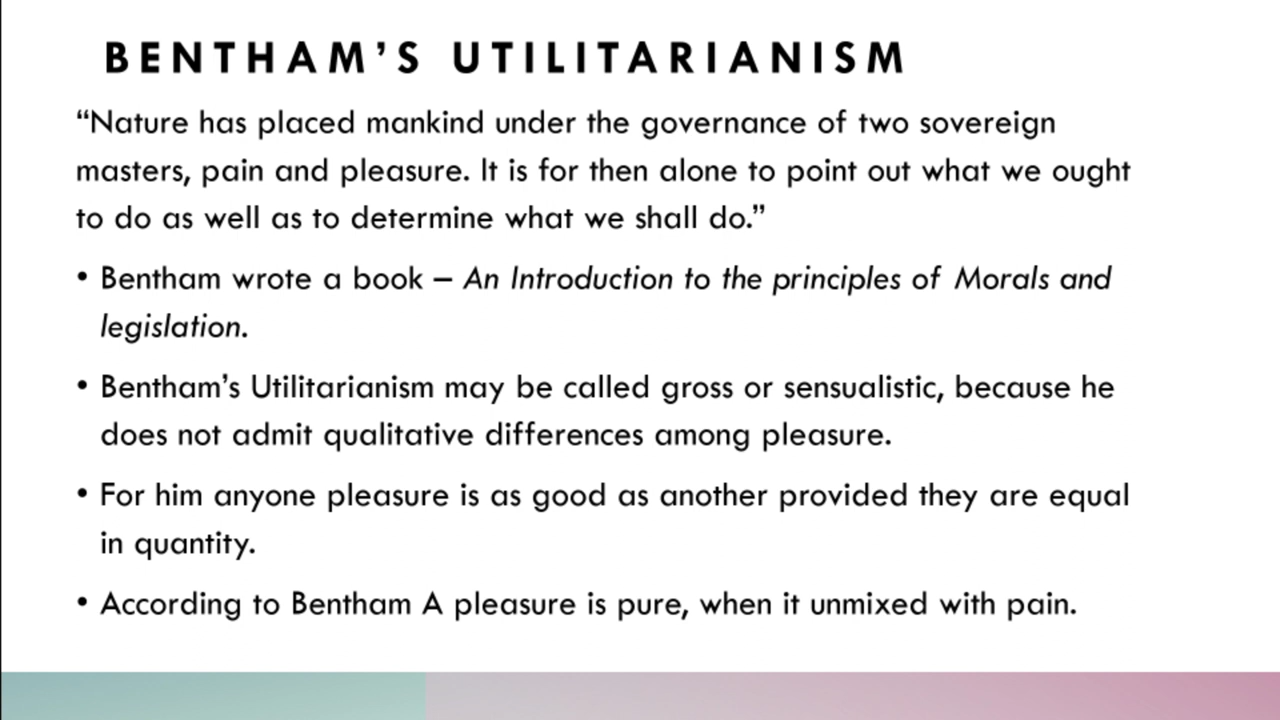 BENTHAM’S UTILITARIANISM
“Nature has placed mankind under the governance of two sovereign
masters, pain and pleasure. It is for then alone to point out what we ought
to do as well as to determine what we shall do.”
• Bentham wrote a book – An Introduction to the principles of Morals and
legislation.
• Bentham’s Utilitarianism may be called gross or sensualistic, because he
does not admit qualitative differences among pleasure.
• For him anyone pleasure is as good as another provided they are equal
in quantity.
• According to Bentham A pleasure is pure, when it unmixed with pain.